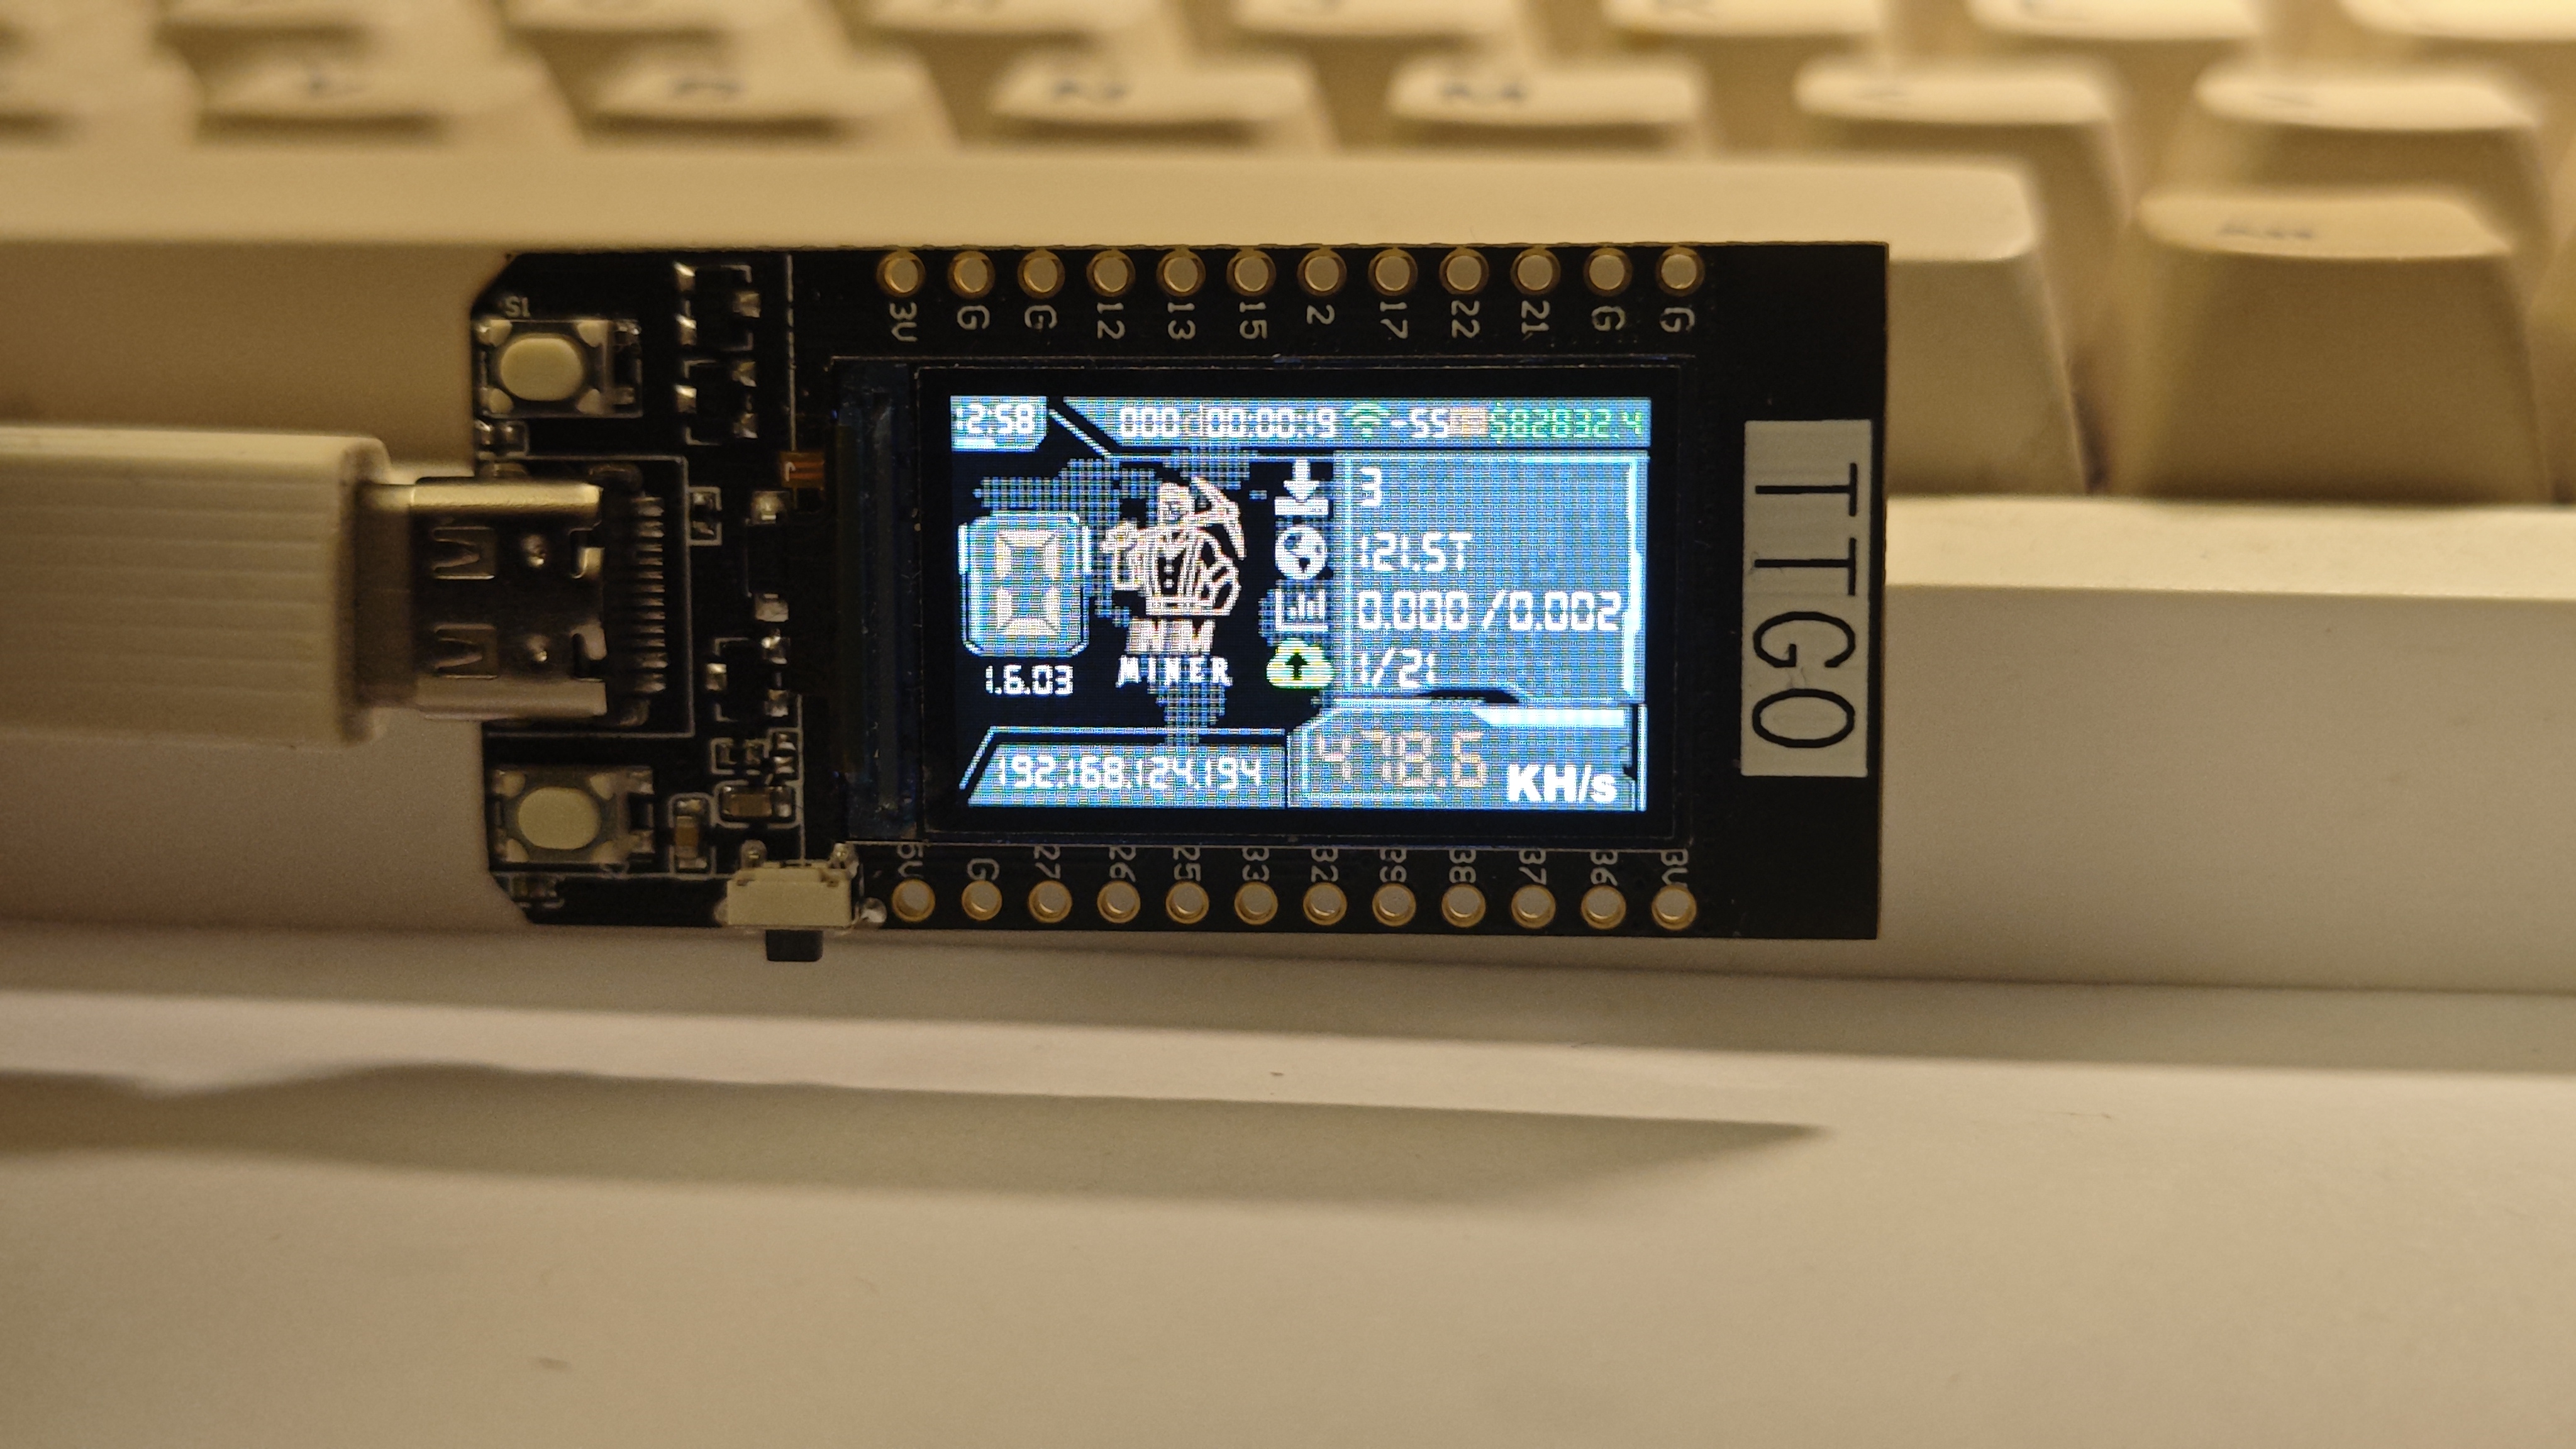 S1
3V G G 12 13 15 2 17 22 21 G G
12:58
000 00:00:19 -55 $82832.4
3
121.5T
0.000 /0.002
1/21
0
1.6.03
NM
MINER
192.168.124.194
478.5 KH/s
TTGO
5V G 27 26 25 33 32 39 38 37 36 3V